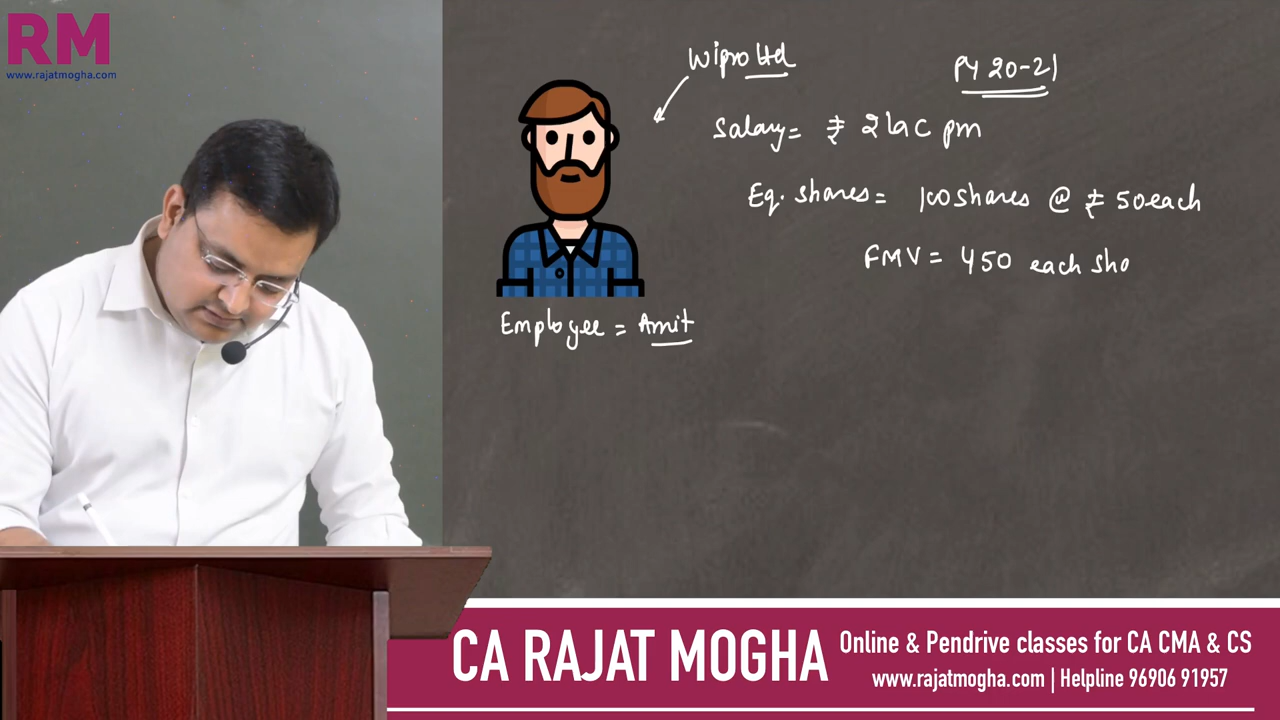 RM
www.rajatmogha.com
Wipro Ltd
PY 20-21
Salary = ₹ 2 lac pm
Eq. shares = 100 shares @ ₹ 50 each
FMV = 450 each sha
Employee = Amit
CA RAJAT MOGHA
Online & Pendrive classes for CA CMA & CS
www.rajatmogha.com | Helpline 96906 91957